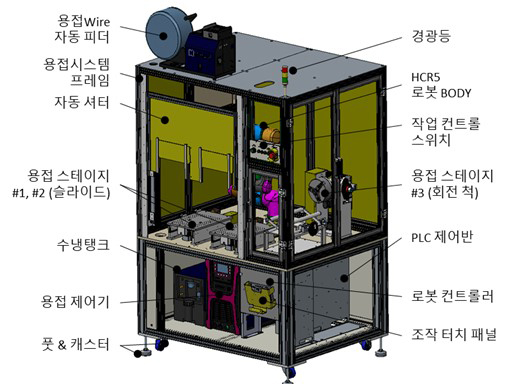 용접Wire
자동 피더
용접시스템
프레임
자동 셔터
용접 스테이지
#1, #2 (슬라이드)
수냉탱크
용접 제어기
풋 & 캐스터
경광등
HCR5
로봇 BODY
작업 컨트롤
스위치
용접 스테이지
#3 (회전 척)
PLC 제어반
로봇 컨트롤러
조작 터치 패널